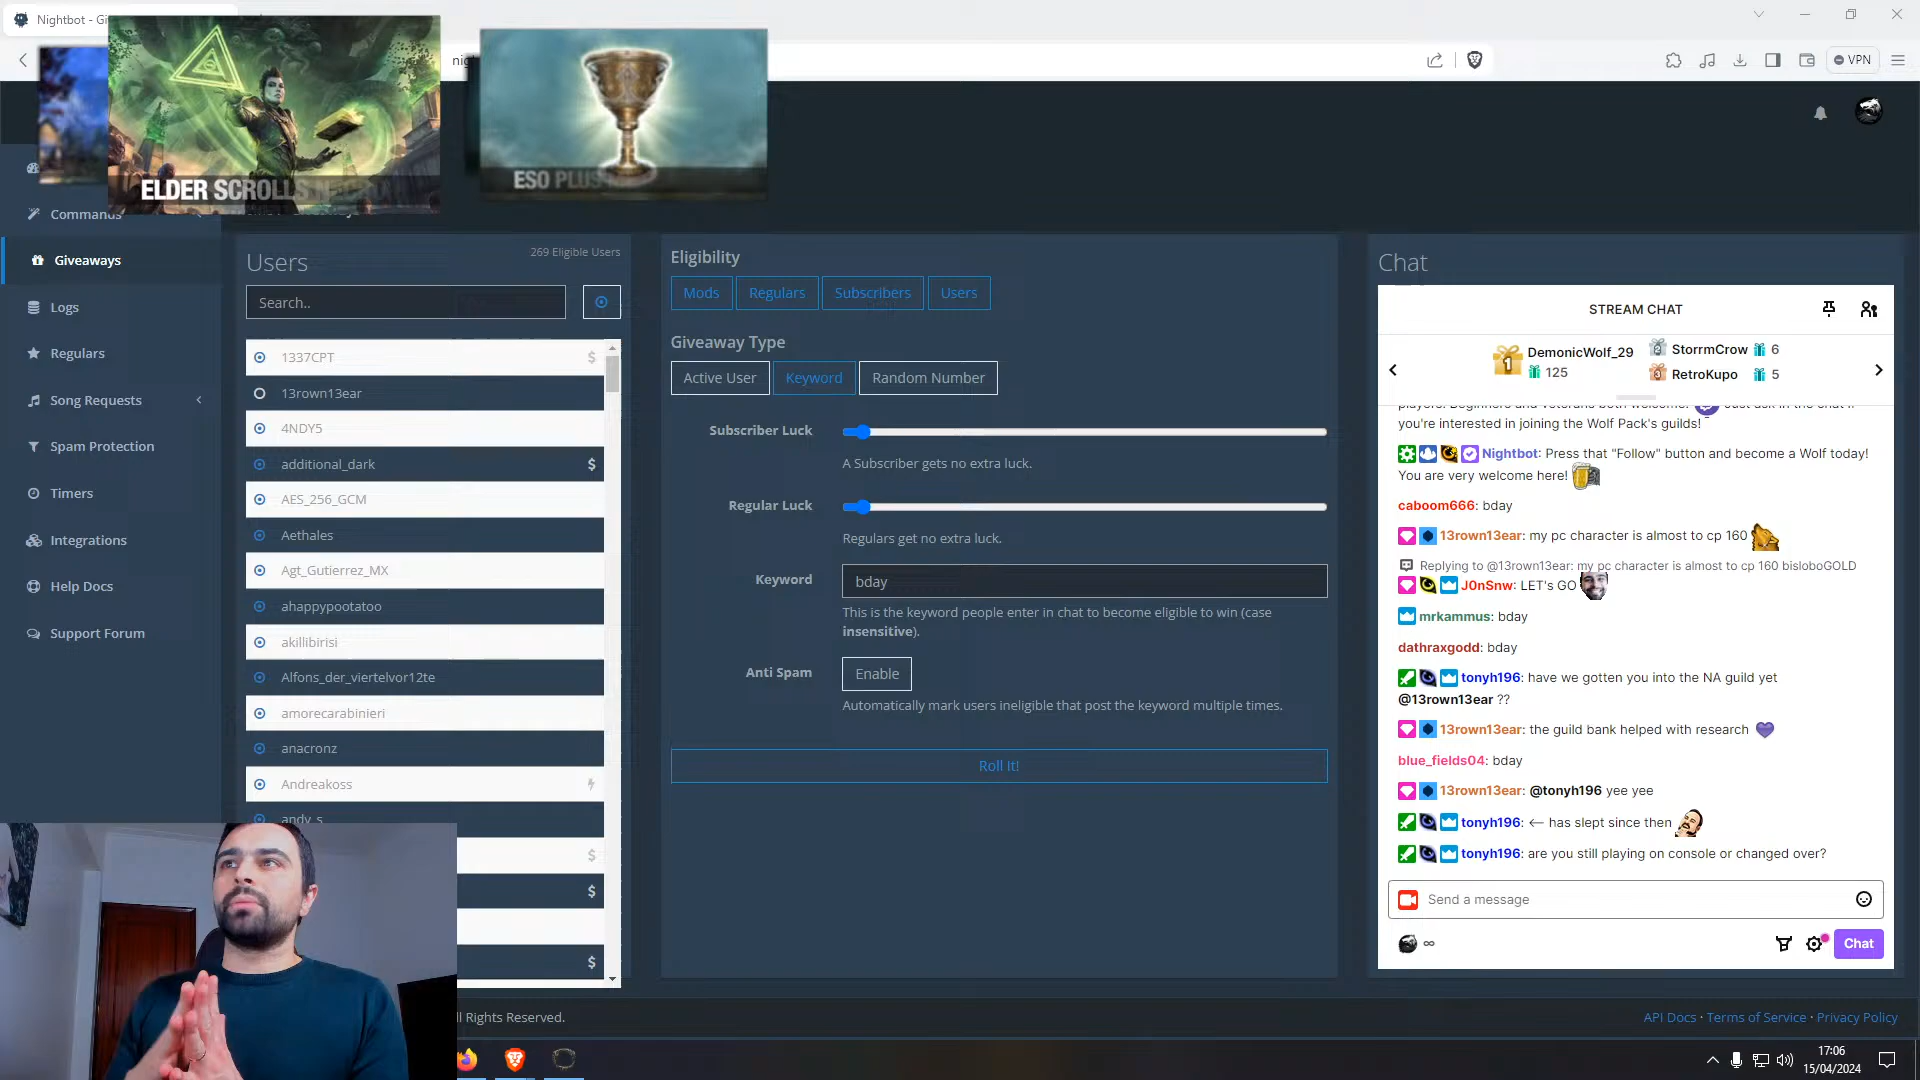 Nightbot - Gi
nig
VPN
ELDER SCROLLS
ESO PLUS
Commands
Giveaways
Logs
Regulars
Song Requests
Spam Protection
Timers
Integrations
Help Docs
Support Forum
Users
269 Eligible Users
Search..
1337CPT
$
13rown13ear
4NDY5
additional_dark
$
AES_256_GCM
Aethales
Agt_Gutierrez_MX
ahappypootatoo
akillibirisi
Alfons_der_viertelvor12te
amorecarabinieri
anacronz
Andreakoss
andy_s
$
$
$
Eligibility
Mods
Regulars
Subscribers
Users
Giveaway Type
Active User
Keyword
Random Number
Subscriber Luck
A Subscriber gets no extra luck.
Regular Luck
Regulars get no extra luck.
Keyword
bday
This is the keyword people enter in chat to become eligible to win (case
insensitive).
Anti Spam
Enable
Automatically mark users ineligible that post the keyword multiple times.
Roll It!
Chat
STREAM CHAT
1
DemonicWolf_29
125
2
StorrmCrow
6
3
RetroKupo
5
you're interested in joining the Wolf Pack's guilds!
Nightbot: Press that "Follow" button and become a Wolf today!
You are very welcome here!
caboom666: bday
13rown13ear: my pc character is almost to cp 160
Replying to @13rown13ear: my pc character is almost to cp 160 bisloboGOLD
J0nSnw: LET's GO
mrkammus: bday
dathraxgodd: bday
tonyh196: have we gotten you into the NA guild yet
@13rown13ear ??
13rown13ear: the guild bank helped with research
blue_fields04: bday
13rown13ear: @tonyh196 yee yee
tonyh196: <-- has slept since then
tonyh196: are you still playing on console or changed over?
Send a message
∞
Chat
ll Rights Reserved.
API Docs · Terms of Service · Privacy Policy
17:06
15/04/2024